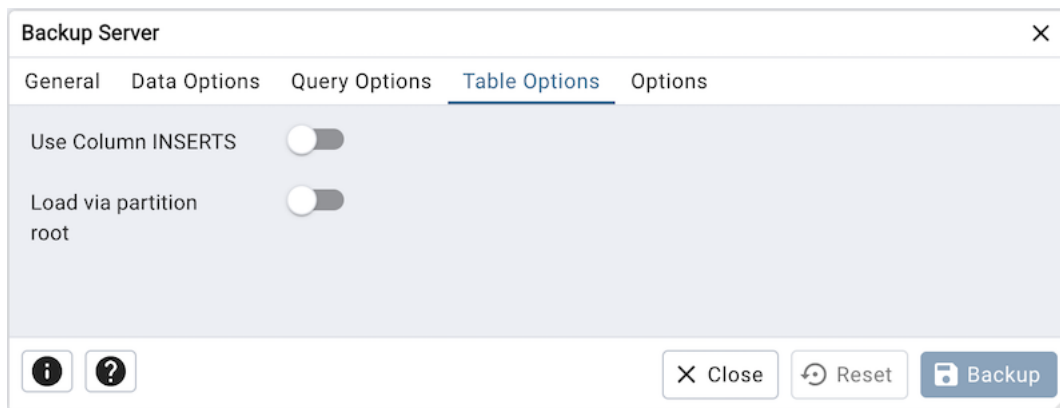 Backup Server
General Data Options Query Options Table Options Options
Use Column INSERTS
Load via partition
root
Close Reset Backup